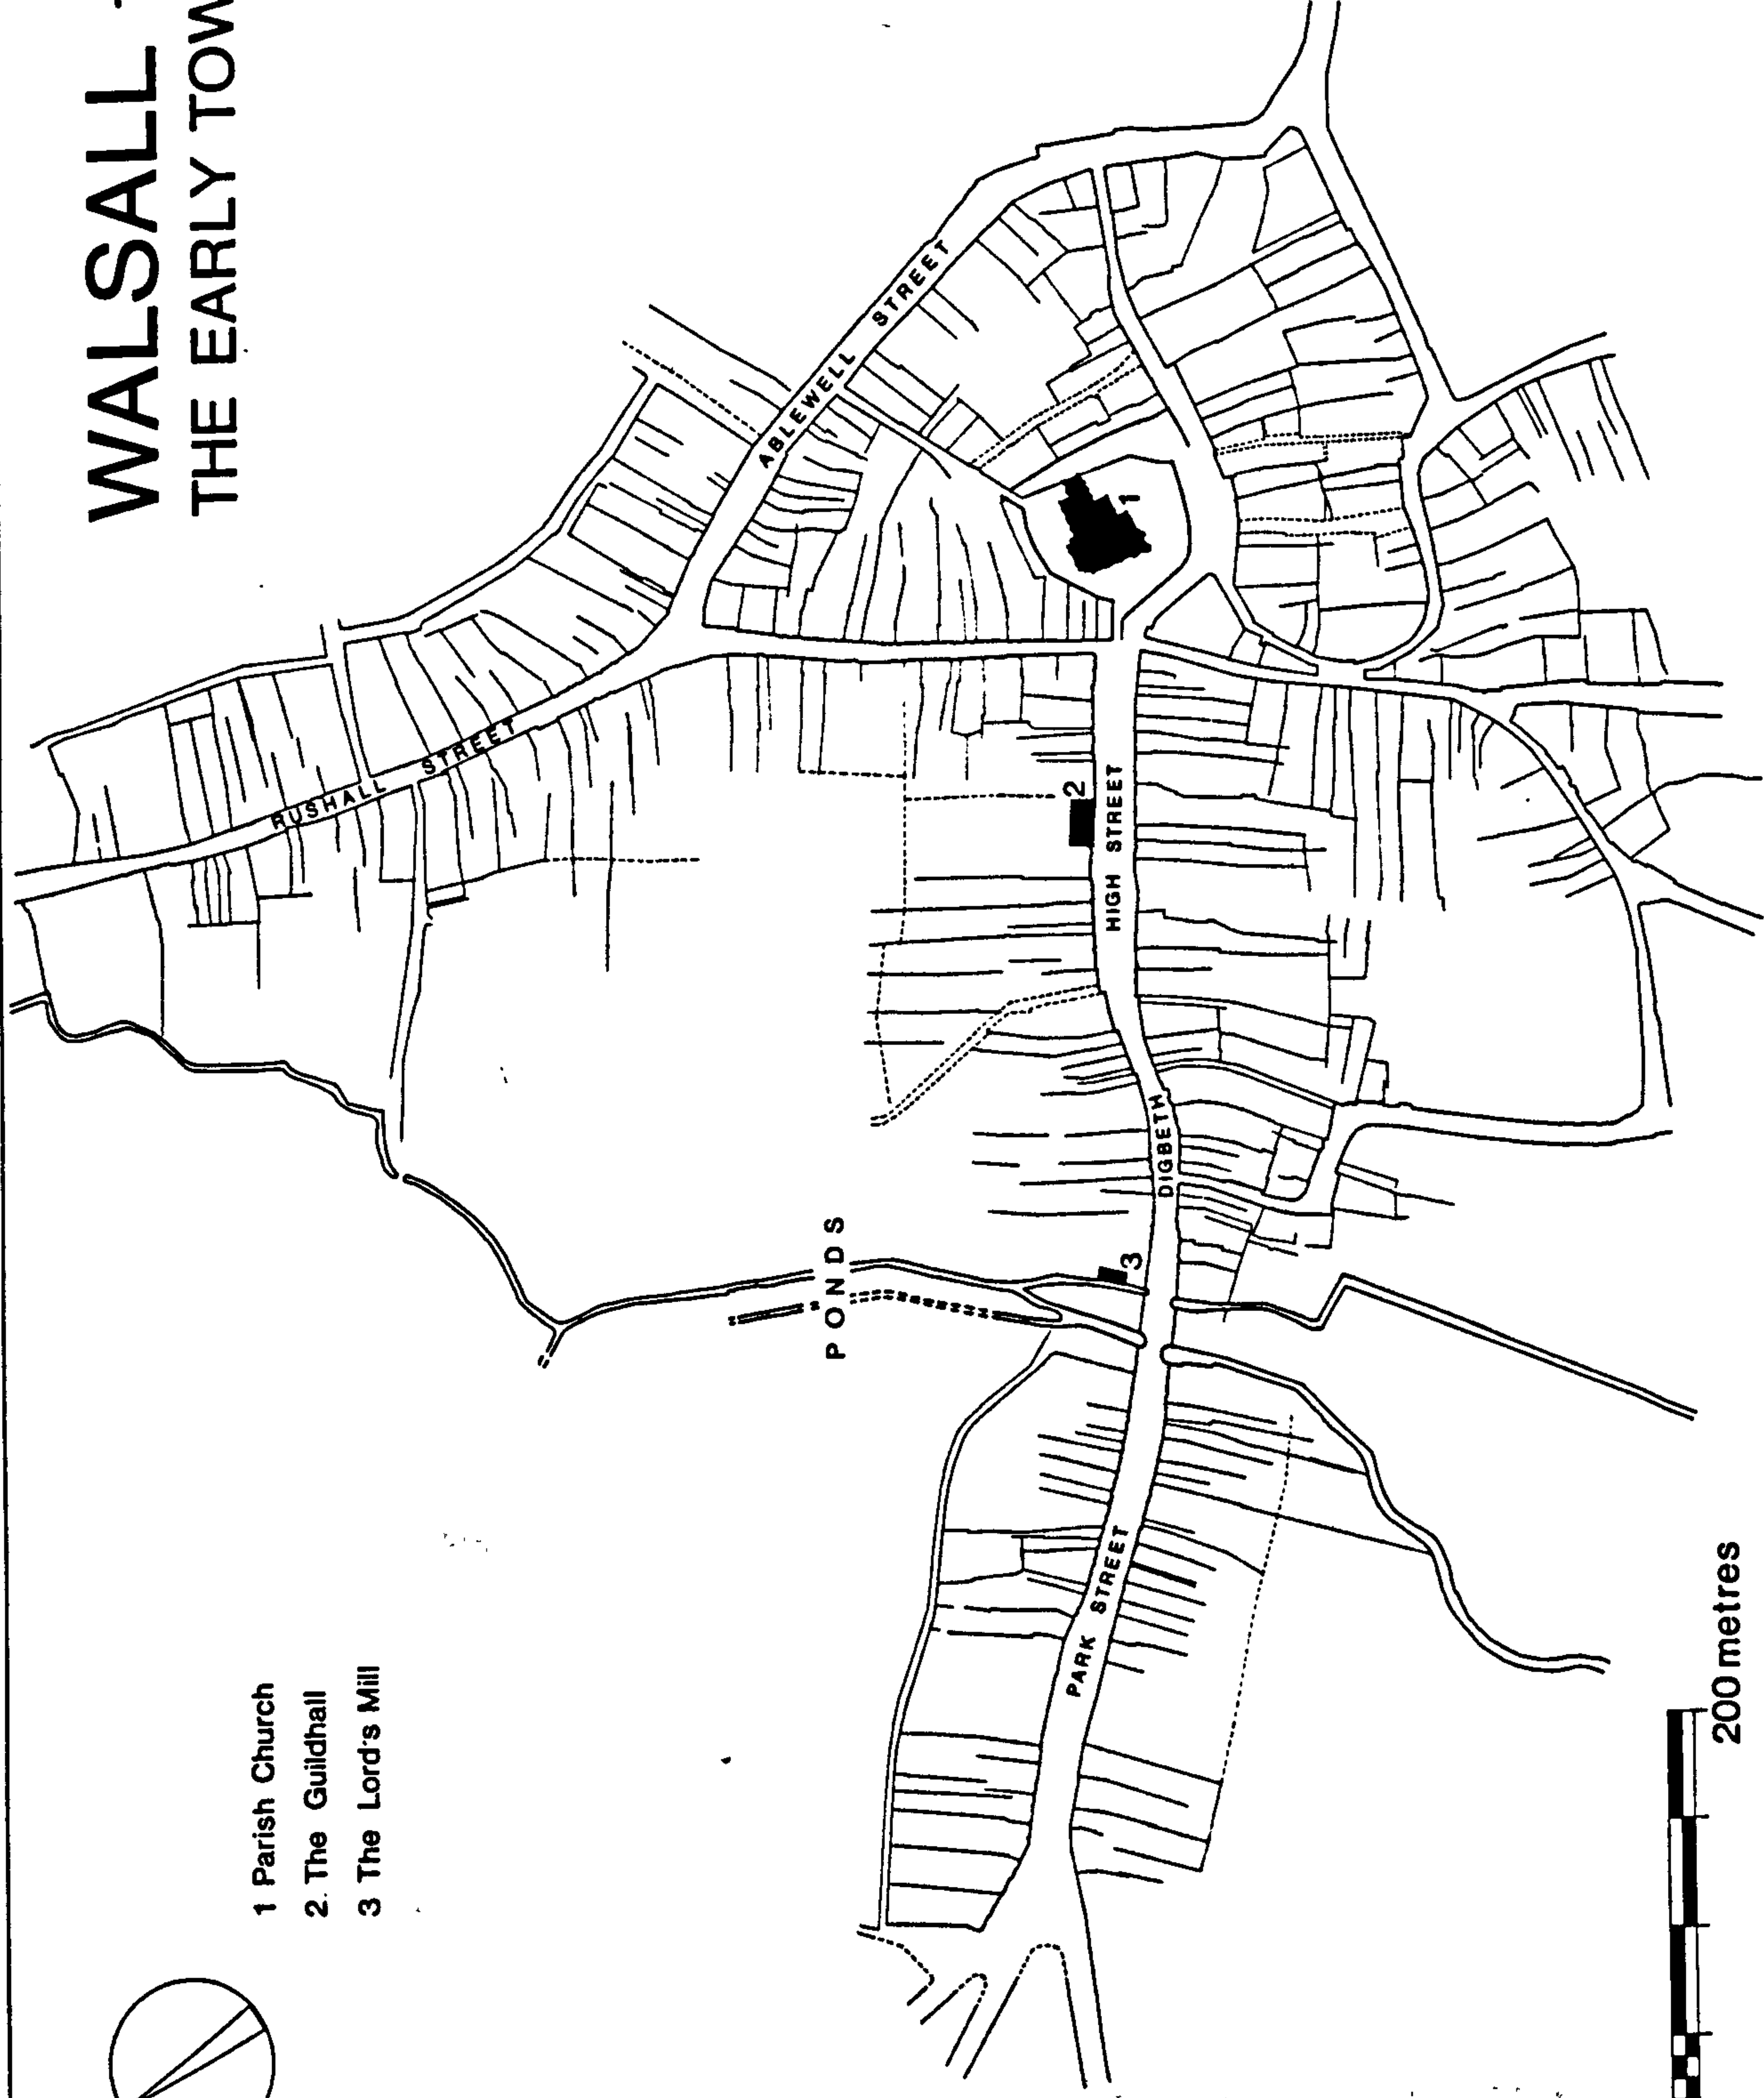 WALSALL
THE EARLY TOW
1 Parish Church
2. The Guildhall
3 The Lord's Mill
RUSHALL STREET
ABLEWELL STREET
1
2
HIGH STREET
DIGBETH
3
PONDS
PARK STREET
200 metres